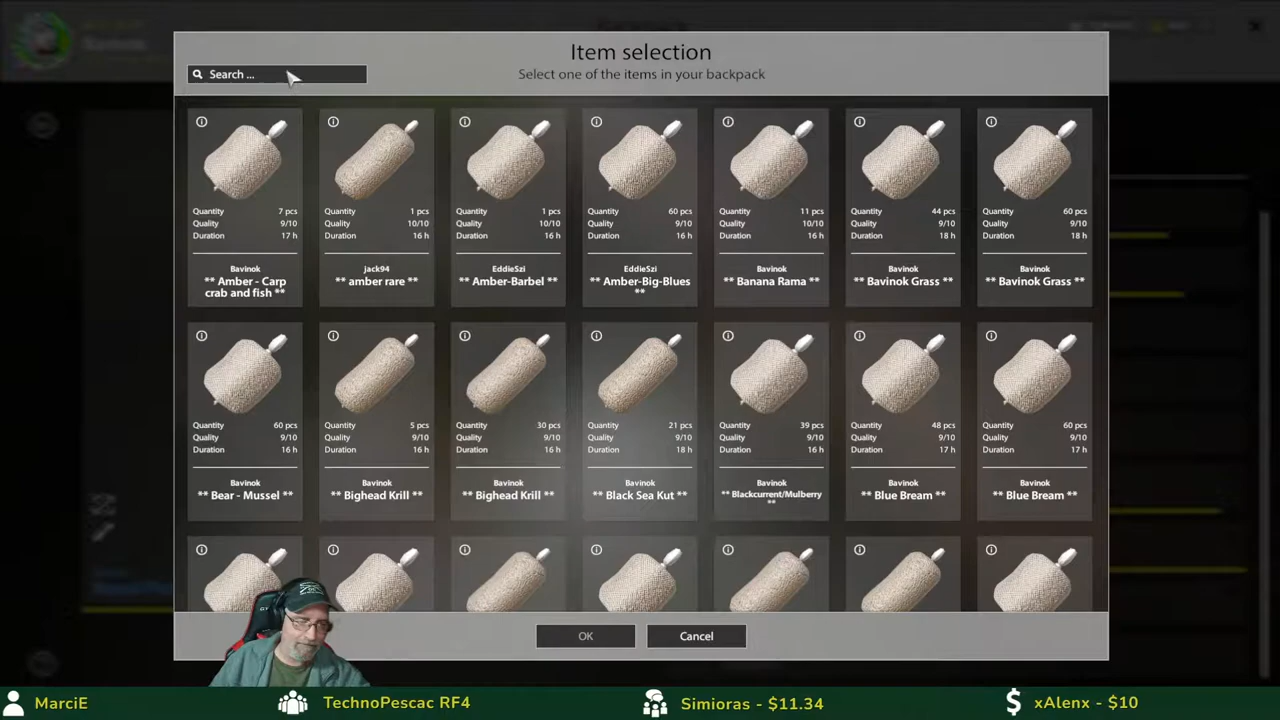 Item selection
Search ...
Select one of the items in your backpack
Quantity 7 pcs
Quality 9/10
Duration 17 h
Bavinok
** Amber - Carp
crab and fish **
Quantity 1 pcs
Quality 10/10
Duration 16 h
Jack94
** amber rare **
Quantity 1 pcs
Quality 10/10
Duration 16 h
EddieSzi
** Amber-Barbel **
Quantity 60 pcs
Quality 9/10
Duration 16 h
EddieSzi
** Amber-Big-Blues
**
Quantity 11 pcs
Quality 10/10
Duration 16 h
Bavinok
** Banana Rama **
Quantity 44 pcs
Quality 9/10
Duration 18 h
Bavinok
** Bavinok Grass **
Quantity 60 pcs
Quality 9/10
Duration 18 h
Bavinok
** Bavinok Grass **
Quantity 60 pcs
Quality 9/10
Duration 16 h
Bavinok
** Bear - Mussel **
Quantity 5 pcs
Quality 9/10
Duration 16 h
Bavinok
** Bighead Krill **
Quantity 30 pcs
Quality 9/10
Duration 16 h
Bavinok
** Bighead Krill **
Quantity 21 pcs
Quality 9/10
Duration 18 h
Bavinok
** Black Sea Kut **
Quantity 39 pcs
Quality 9/10
Duration 16 h
Bavinok
** Blackcurrent/Mulberry
**
Quantity 48 pcs
Quality 9/10
Duration 17 h
Bavinok
** Blue Bream **
Quantity 60 pcs
Quality 9/10
Duration 17 h
Bavinok
** Blue Bream **
OK
Cancel
MarciE
TechnoPescac RF4
Simioras - $11.34
xAlenx - $10